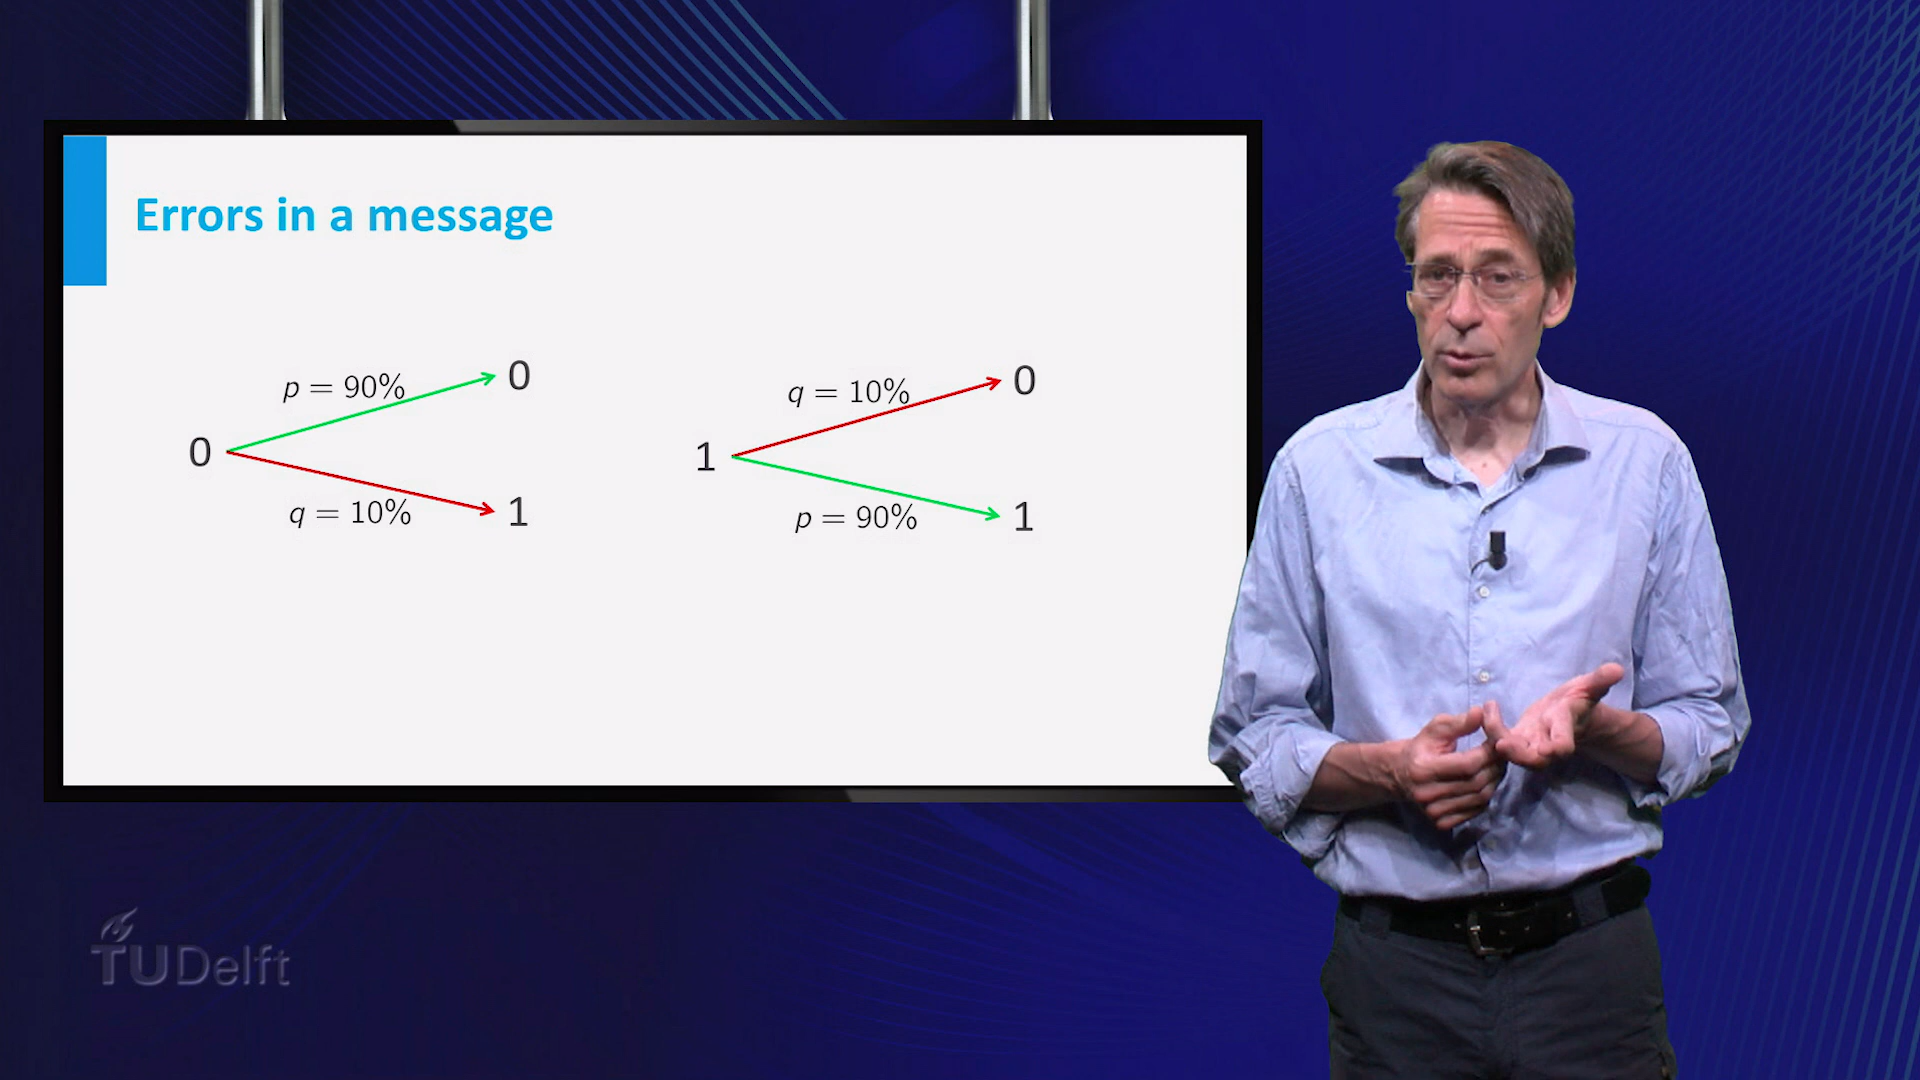 Errors in a message
p = 90%
0
0
q = 10%
1
q = 10%
0
1
p = 90%
1
TUDelft